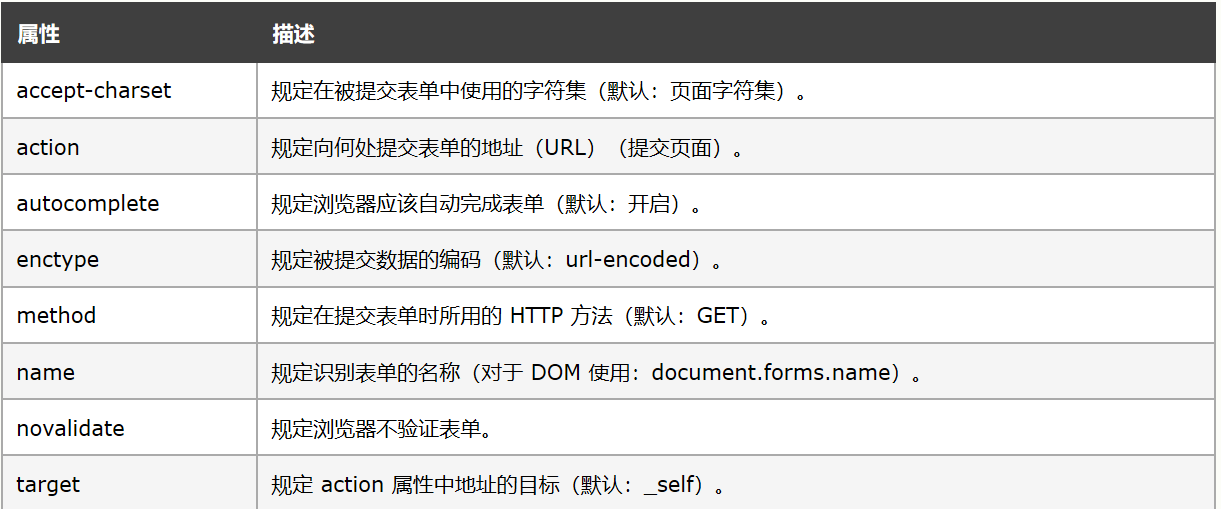 属性 描述
accept-charset 规定在被提交表单中使用的字符集（默认：页面字符集）。
action 规定向何处提交表单的地址（URL）（提交页面）。
autocomplete 规定浏览器应该自动完成表单（默认：开启）。
enctype 规定被提交数据的编码（默认：url-encoded）。
method 规定在提交表单时所用的 HTTP 方法（默认：GET）。
name 规定识别表单的名称（对于 DOM 使用：document.forms.name）。
novalidate 规定浏览器不验证表单。
target 规定 action 属性中地址的目标（默认：_self）。